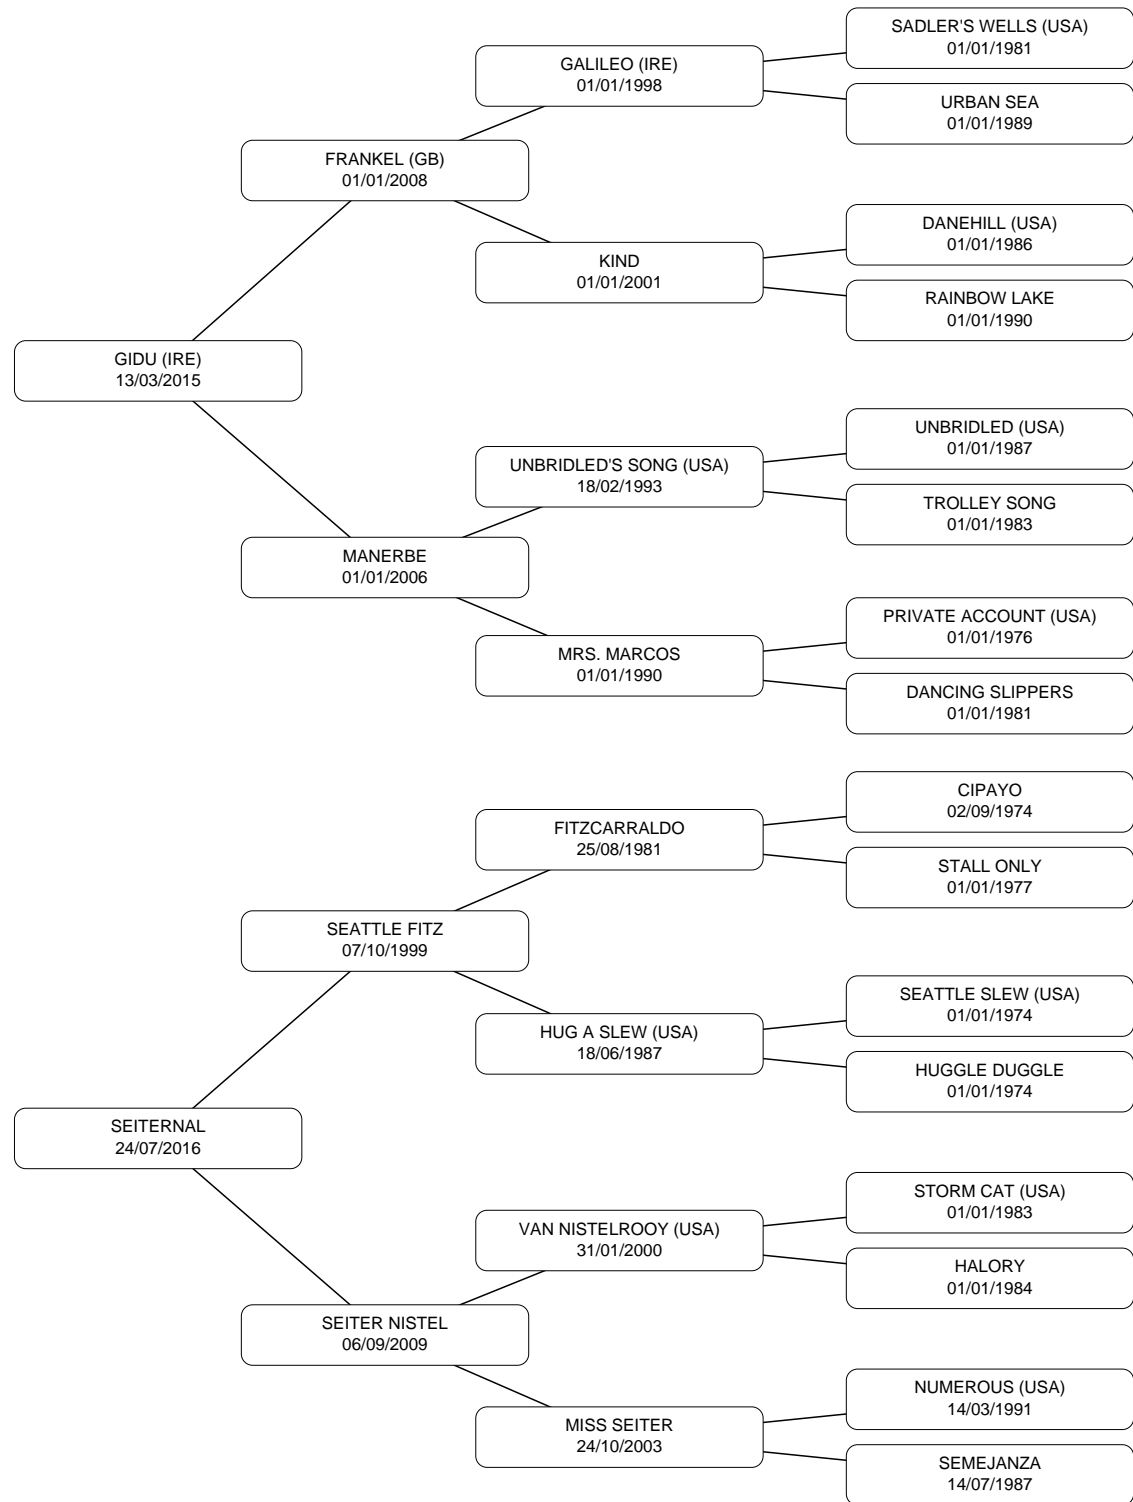 SADLER'S WELLS (USA)
01/01/1981
GALILEO (IRE)
01/01/1998
URBAN SEA
01/01/1989
FRANKEL (GB)
01/01/2008
DANEHILL (USA)
01/01/1986
KIND
01/01/2001
RAINBOW LAKE
01/01/1990
GIDU (IRE)
13/03/2015
UNBRIDLED (USA)
01/01/1987
UNBRIDLED'S SONG (USA)
18/02/1993
TROLLEY SONG
01/01/1983
MANERBE
01/01/2006
PRIVATE ACCOUNT (USA)
01/01/1976
MRS. MARCOS
01/01/1990
DANCING SLIPPERS
01/01/1981
CIPAYO
02/09/1974
FITZCARRALDO
25/08/1981
STALL ONLY
01/01/1977
SEATTLE FITZ
07/10/1999
SEATTLE SLEW (USA)
01/01/1974
HUG A SLEW (USA)
18/06/1987
HUGGLE DUGGLE
01/01/1974
SEITERNAL
24/07/2016
STORM CAT (USA)
01/01/1983
VAN NISTELROOY (USA)
31/01/2000
HALORY
01/01/1984
SEITER NISTEL
06/09/2009
NUMEROUS (USA)
14/03/1991
MISS SEITER
24/10/2003
SEMEJANZA
14/07/1987